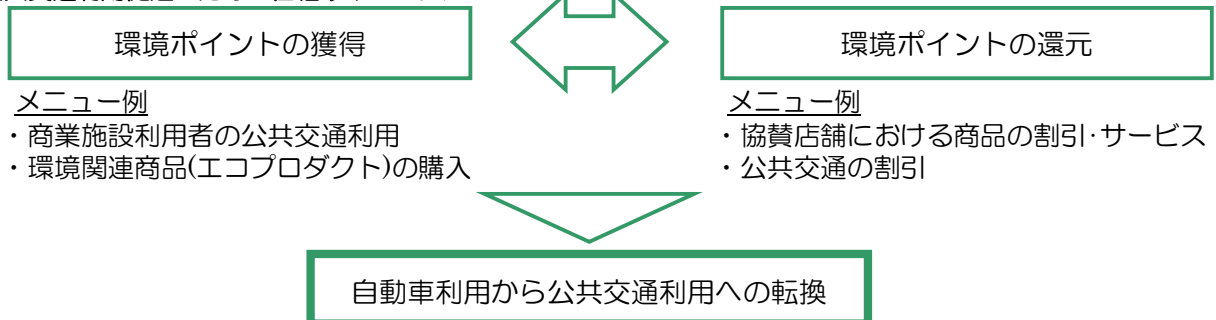 環境ポイントの獲得
環境ポイントの還元
メニュー例
・商業施設利用者の公共交通利用
・環境関連商品(エコプロダクト)の購入
メニュー例
・協賛店舗における商品の割引・サービス
・公共交通の割引
自動車利用から公共交通利用への転換